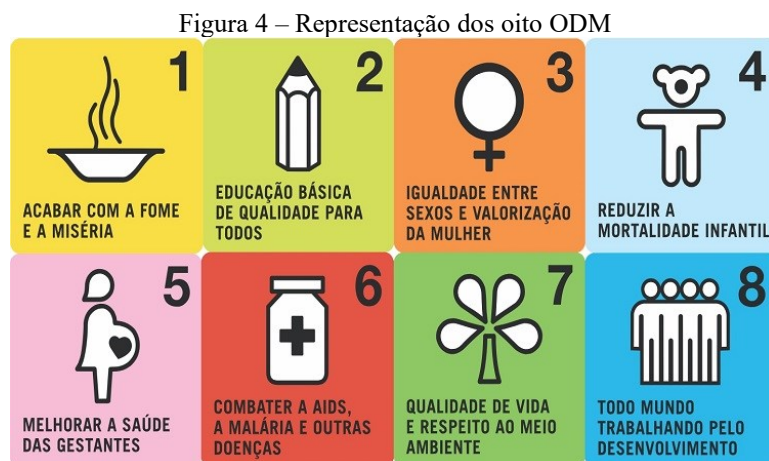 Figura 4 – Representação dos oito ODM
1
ACABAR COM A FOME
E A MISÉRIA
2
EDUCAÇÃO BÁSICA
DE QUALIDADE PARA
TODOS
3
IGUALDADE ENTRE
SEXOS E VALORIZAÇÃO
DA MULHER
4
REDUZIR A
MORTALIDADE INFANTIL
5
MELHORAR A SAÚDE
DAS GESTANTES
6
COMBATER A AIDS,
A MALÁRIA E OUTRAS
DOENÇAS
7
QUALIDADE DE VIDA
E RESPEITO AO MEIO
AMBIENTE
8
TODO MUNDO
TRABALHANDO PELO
DESENVOLVIMENTO